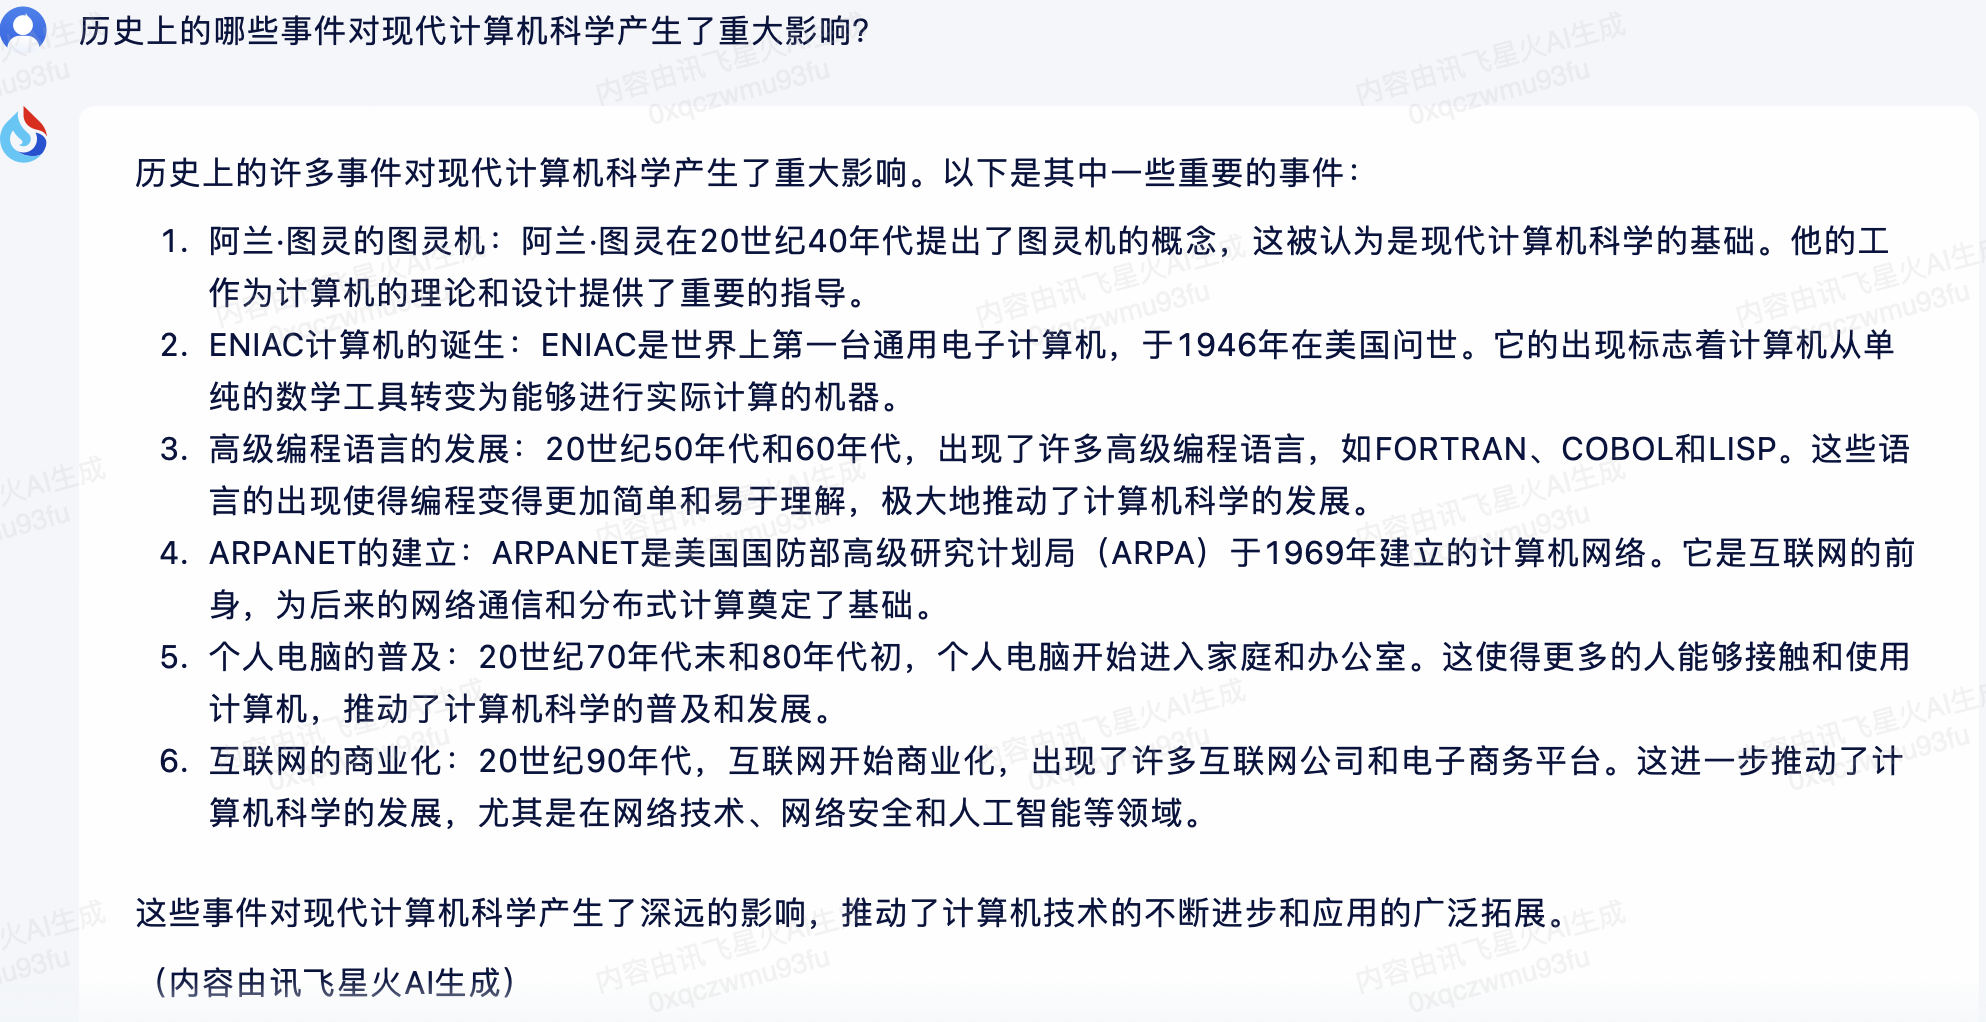 历史上的哪些事件对现代计算机科学产生了重大影响?
历史上的许多事件对现代计算机科学产生了重大影响。以下是其中一些重要的事件：
1. 阿兰·图灵的图灵机：阿兰·图灵在20世纪40年代提出了图灵机的概念，这被认为是现代计算机科学的基础。他的工
作为计算机的理论和设计提供了重要的指导。
2. ENIAC计算机的诞生：ENIAC是世界上第一台通用电子计算机，于1946年在美国问世。它的出现标志着计算机从单
纯的数学工具转变为能够进行实际计算的机器。
3. 高级编程语言的发展：20世纪50年代和60年代，出现了许多高级编程语言，如FORTRAN、COBOL和LISP。这些语
言的出现使得编程变得更加简单和易于理解，极大地推动了计算机科学的发展。
4. ARPANET的建立：ARPANET是美国国防部高级研究计划局（ARPA）于1969年建立的计算机网络。它是互联网的前
身，为后来的网络通信和分布式计算奠定了基础。
5. 个人电脑的普及：20世纪70年代末和80年代初，个人电脑开始进入家庭和办公室。这使得更多的人能够接触和使用
计算机，推动了计算机科学的普及和发展。
6. 互联网的商业化：20世纪90年代，互联网开始商业化，出现了许多互联网公司和电子商务平台。这进一步推动了计
算机科学的发展，尤其是在网络技术、网络安全和人工智能等领域。
这些事件对现代计算机科学产生了深远的影响，推动了计算机技术的不断进步和应用的广泛拓展。
（内容由讯飞星火AI生成）
内容由讯飞星火AI生成
0xqczwmu93fu